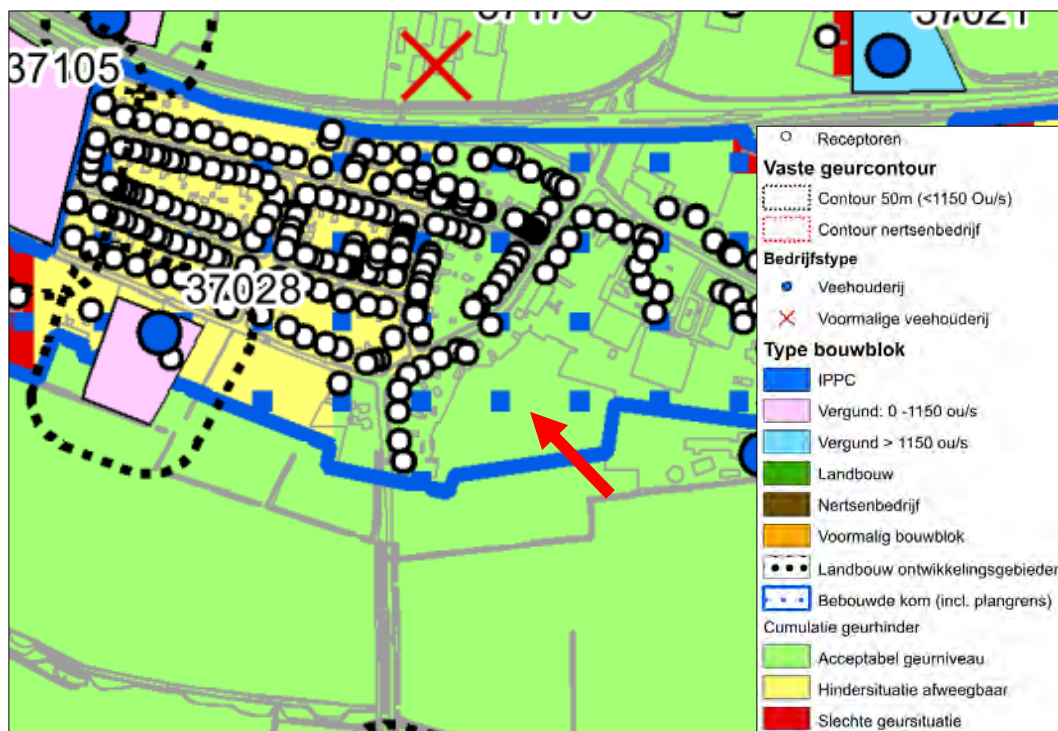 37175
37021
37105
37028
Receptoren
Vaste geurcontour
Contour 50m (<1150 Ou/s)
Contour nertsenbedrijf
Bedrijfstype
Veehouderij
Voormalige veehouderij
Type bouwblok
IPPC
Vergund: 0 -1150 ou/s
Vergund > 1150 ou/s
Landbouw
Nertsenbedrijf
Voormalig bouwblok
Landbouw ontwikkelingsgebieden
Bebouwde kom (incl. plangrens)
Cumulatie geurhinder
Acceptabel geurniveau
Hindersituatie afweegbaar
Slechte geursituatie